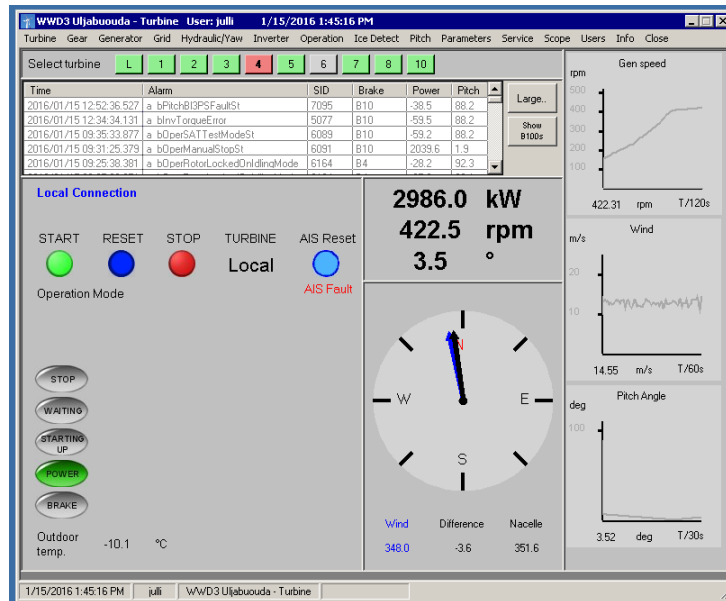 WWD3 Uljabuouda - Turbine User: julli 1/15/2016 1:45:16 PM
Turbine Gear Generator Grid Hydraulic/Yaw Inverter Operation Ice Detect Pitch Parameters Service Scope Users Info Close
Select turbine L 1 2 3 4 5 6 7 8 10
Time Alarm SID Brake Power Pitch
2016/01/15 12:52:36.527 a bPitchBl3PSFaultSt 7095 B10 -38.5 88.2
2016/01/15 12:34:34.131 a bInvTorqueError 5077 B10 -59.5 88.2
2016/01/15 09:35:33.877 a bOperSATTestModeSt 6089 B10 -59.2 88.2
2016/01/15 09:31:25.379 a bOperManualStopSt 6091 B10 2039.6 1.9
2016/01/15 09:25:38.381 a bOperRotorLockedOnIdlingMode 6164 B4 -28.2 92.3
Large..
Show
B100s
Local Connection
START RESET STOP TURBINE AIS Reset
Local
Operation Mode
AIS Fault
STOP
WAITING
STARTING
UP
POWER
BRAKE
Outdoor
temp.
-10.1 °C
2986.0 kW
422.5 rpm
3.5 °
N
W
E
S
Wind Difference Nacelle
348.0 -3.6 351.6
Gen speed
rpm
500
400
300
200
100
422.31 rpm T/120s
Wind
m/s
20
10
14.55 m/s T/60s
Pitch Angle
deg
100
3.52 deg T/30s
1/15/2016 1:45:16 PM julli WWD3 Uljabuouda - Turbine